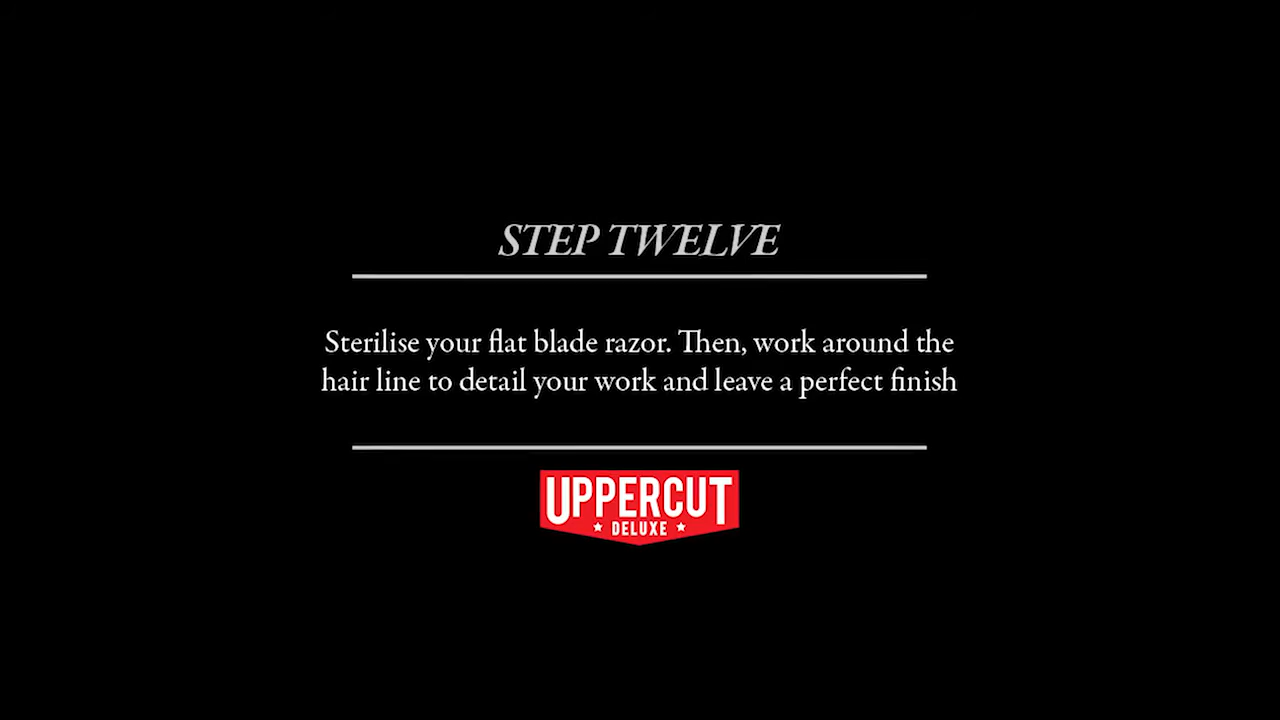 STEP TWELVE
Sterilise your flat blade razor. Then, work around the
hair line to detail your work and leave a perfect finish
UPPERCUT
DELUXE